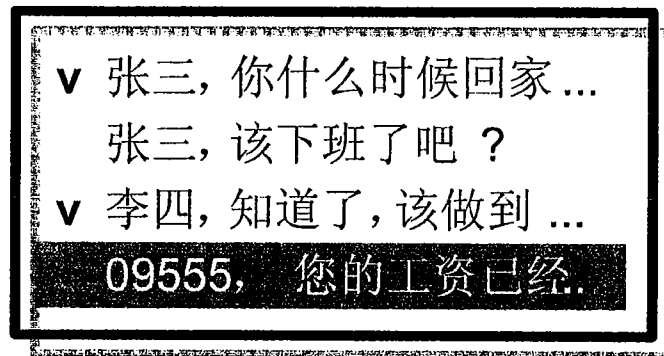 v 张三，你什么时候回家...
张三，该下班了吧 ?
v 李四，知道了，该做到 ...
09555， 您的工资已经..